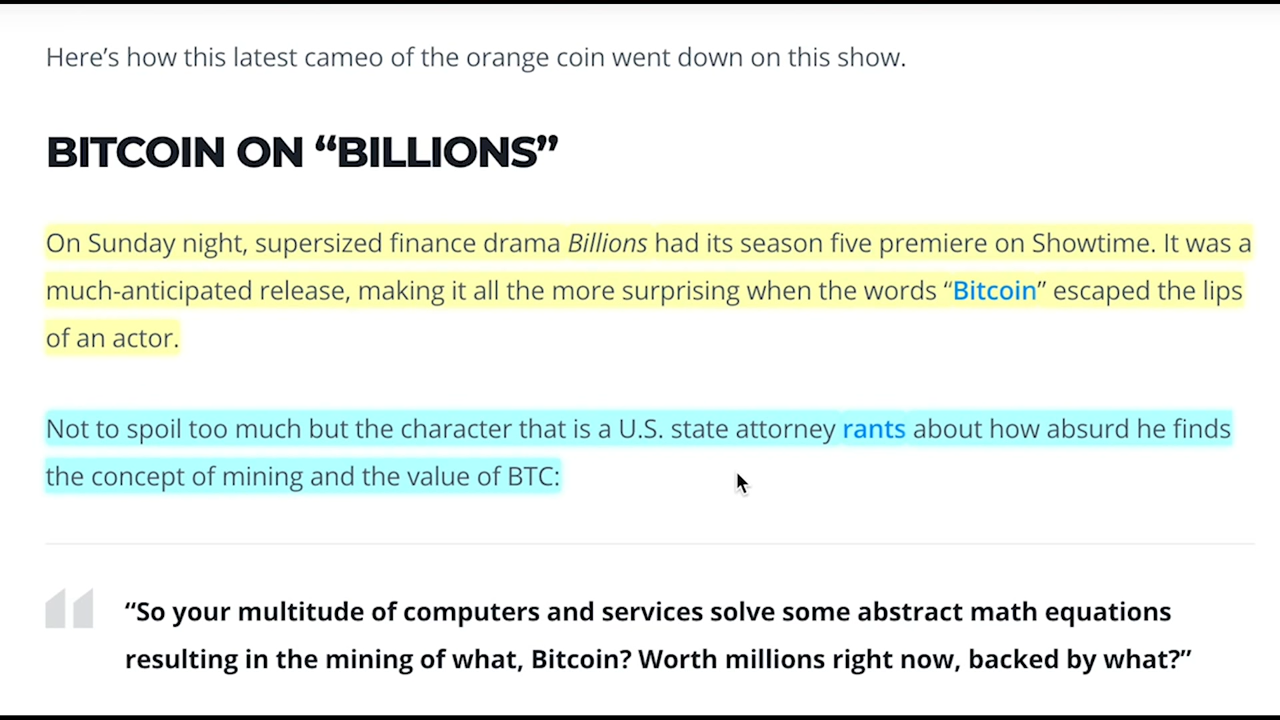 Here’s how this latest cameo of the orange coin went down on this show.
BITCOIN ON “BILLIONS”
On Sunday night, supersized finance drama Billions had its season five premiere on Showtime. It was a
much-anticipated release, making it all the more surprising when the words “Bitcoin” escaped the lips
of an actor.
Not to spoil too much but the character that is a U.S. state attorney rants about how absurd he finds
the concept of mining and the value of BTC:
“So your multitude of computers and services solve some abstract math equations
resulting in the mining of what, Bitcoin? Worth millions right now, backed by what?”